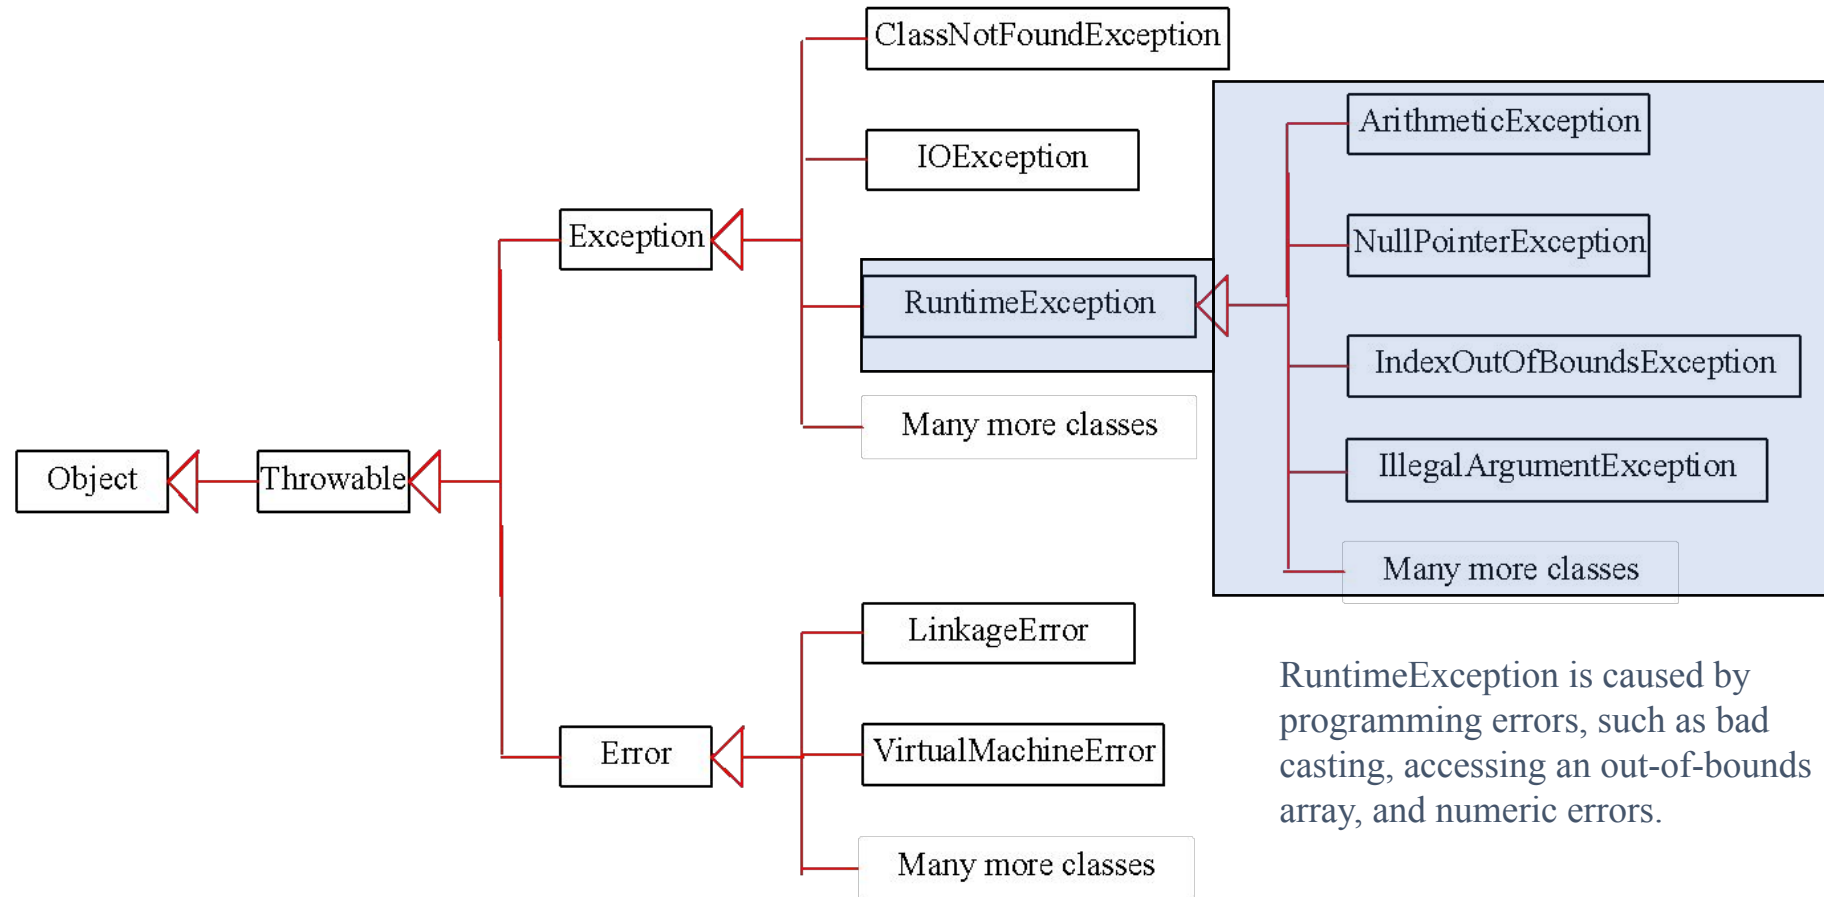 ClassNotFoundException
ArithmeticException
IOException
Exception
NullPointerException
RuntimeException
IndexOutOfBoundsException
Many more classes
IllegalArgumentException
Object
Throwable
Many more classes
LinkageError
Error
VirtualMachineError
Many more classes
RuntimeException is caused by
programming errors, such as bad
casting, accessing an out-of-bounds
array, and numeric errors.